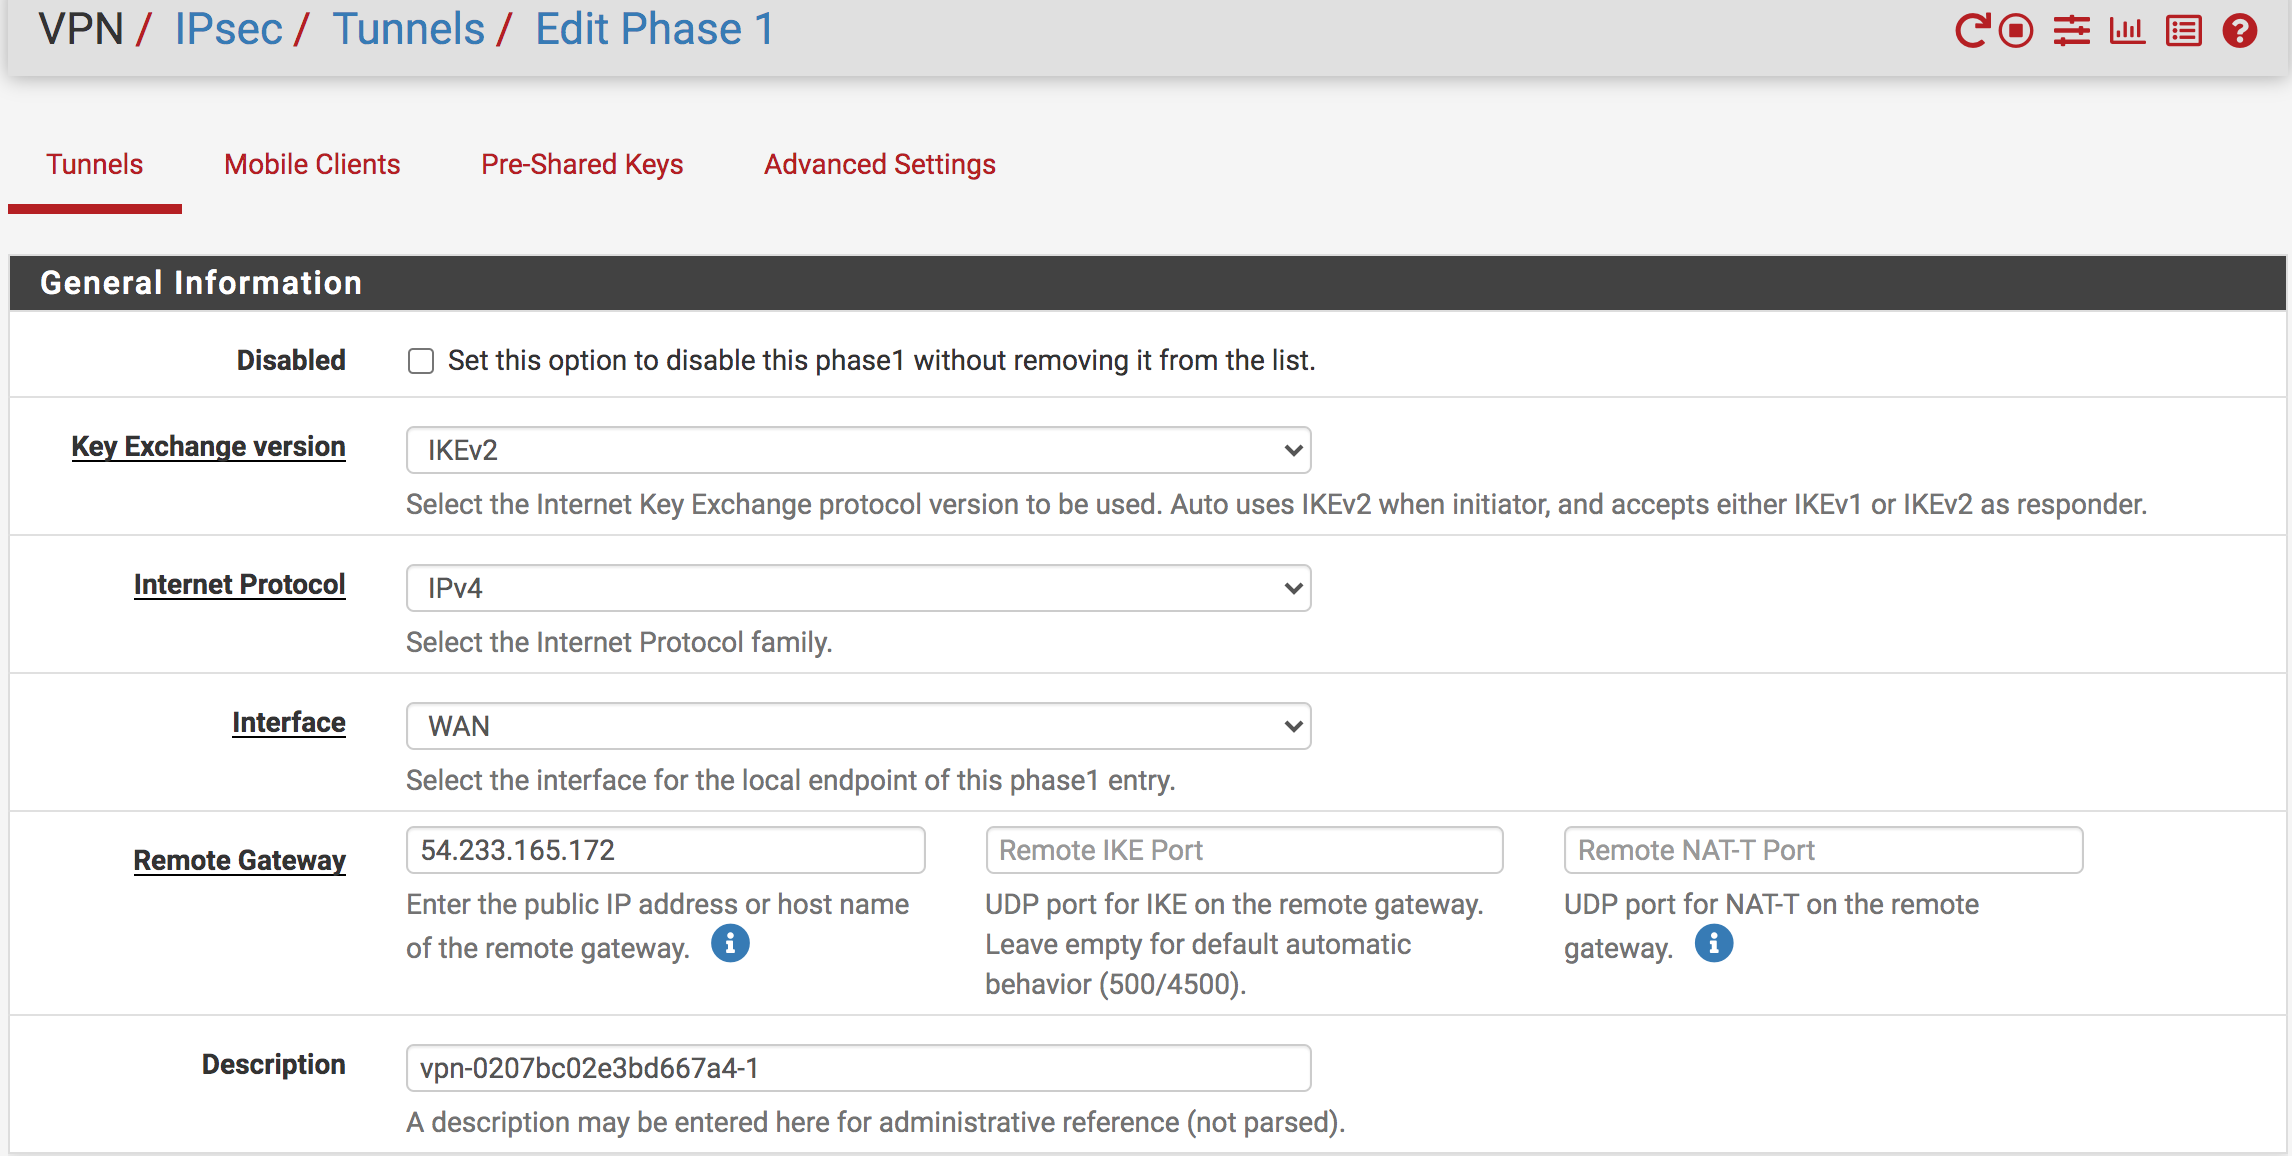 VPN / IPsec / Tunnels / Edit Phase 1
Tunnels Mobile Clients Pre-Shared Keys Advanced Settings
General Information
Disabled Set this option to disable this phase1 without removing it from the list.
Key Exchange version IKEv2
Select the Internet Key Exchange protocol version to be used. Auto uses IKEv2 when initiator, and accepts either IKEv1 or IKEv2 as responder.
Internet Protocol IPv4
Select the Internet Protocol family.
Interface WAN
Select the interface for the local endpoint of this phase1 entry.
Remote Gateway 54.233.165.172 Remote IKE Port Remote NAT-T Port
Enter the public IP address or host name
of the remote gateway.
UDP port for IKE on the remote gateway.
Leave empty for default automatic
behavior (500/4500).
UDP port for NAT-T on the remote
gateway.
Description vpn-0207bc02e3bd667a4-1
A description may be entered here for administrative reference (not parsed).